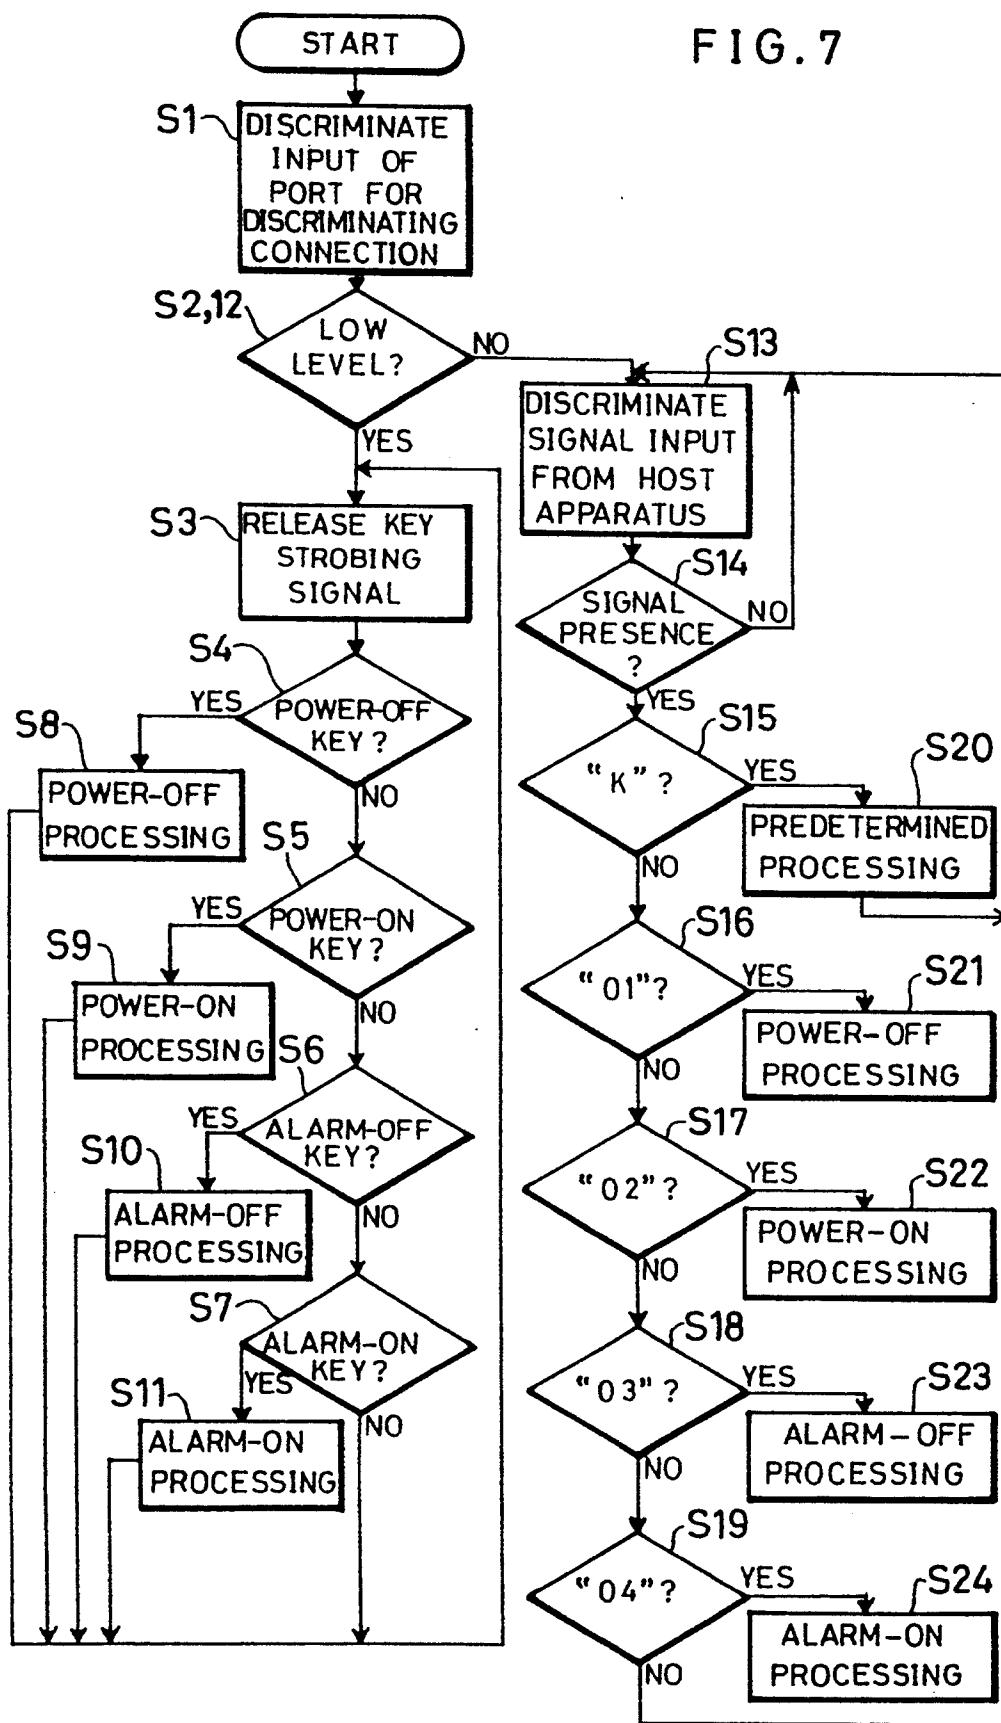 START
FIG.7
S1
DISCRIMINATE
INPUT OF
PORT FOR
DISCRIMINATING
CONNECTION
S2,12
LOW
LEVEL?
NO
YES
S3
RELEASE KEY
STROBING
SIGNAL
S4
POWER-OFF
KEY?
YES
NO
S8
POWER-OFF
PROCESSING
S5
POWER-ON
KEY?
YES
NO
S9
POWER-ON
PROCESSING
S6
ALARM-OFF
KEY?
YES
NO
S10
ALARM-OFF
PROCESSING
S7
ALARM-ON
KEY?
YES
NO
S11
ALARM-ON
PROCESSING
S13
DISCRIMINATE
SIGNAL INPUT
FROM HOST
APPARATUS
S14
SIGNAL
PRESENCE
?
NO
YES
S15
"K"?
YES
NO
S20
PREDETERMINED
PROCESSING
S16
"01"?
YES
NO
S21
POWER-OFF
PROCESSING
S17
"02"?
YES
NO
S22
POWER-ON
PROCESSING
S18
"03"?
YES
NO
S23
ALARM-OFF
PROCESSING
S19
"04"?
YES
NO
S24
ALARM-ON
PROCESSING